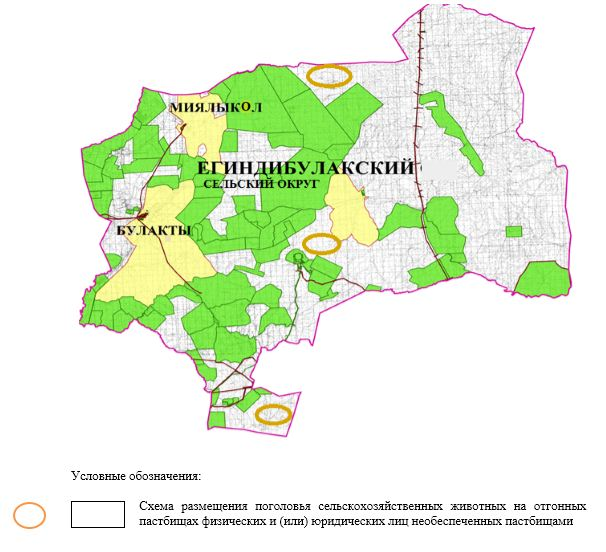 МИЯЛЫКОЛ
ЕГИНДИБУЛАКСКИЙ
СЕЛЬСКИЙ ОКРУГ
БУЛАКТЫ
Условные обозначения:
Схема размещения поголовья сельскохозяйственных животных на отгонных
пастбищах физических и (или) юридических лиц необеспеченных пастбищами